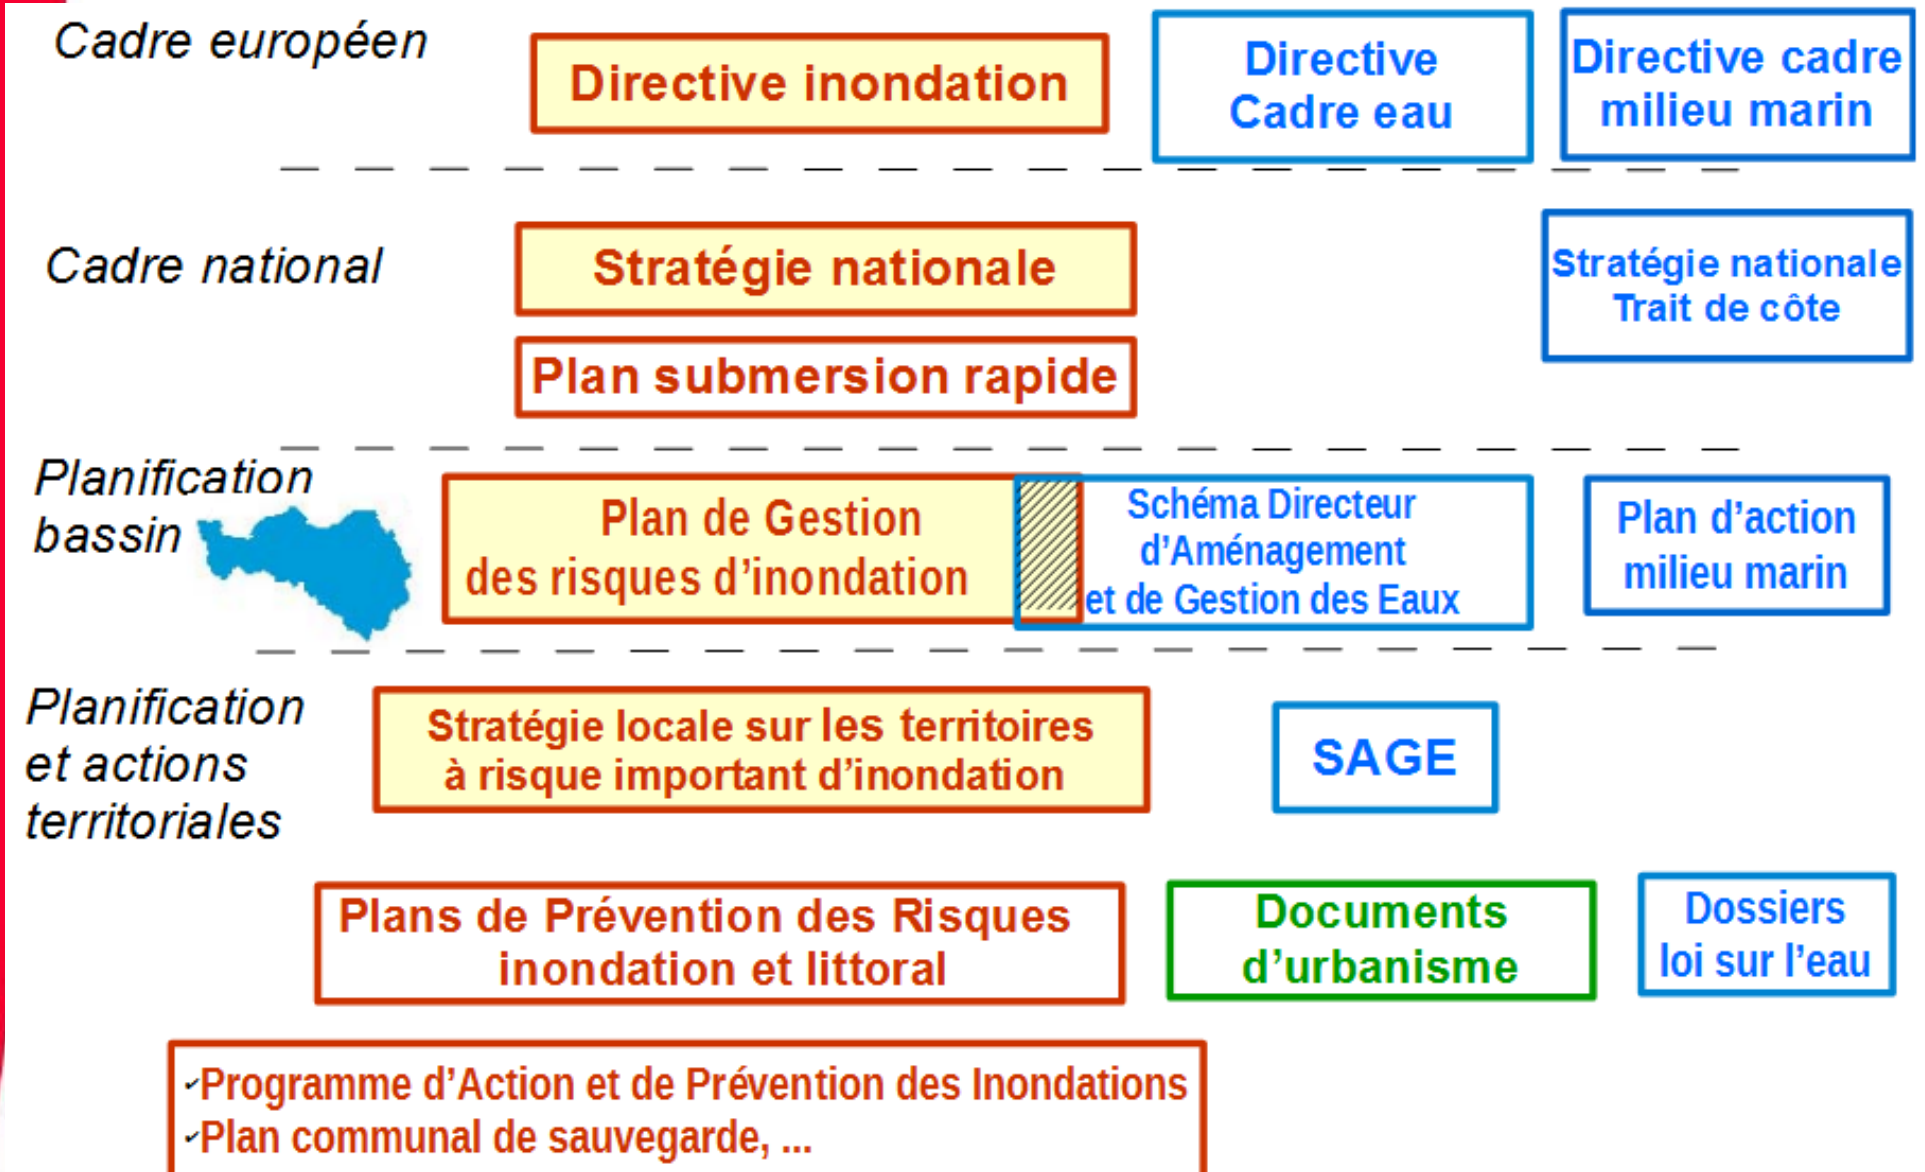 Cadre européen
Directive inondation
Directive
Cadre eau
Directive cadre
milieu marin
Cadre national
Stratégie nationale
Stratégie nationale
Trait de côte
Plan submersion rapide
Planification
bassin
Plan de Gestion
des risques d'inondation
Schéma Directeur
d'Aménagement
et de Gestion des Eaux
Plan d'action
milieu marin
Planification
et actions
territoriales
Stratégie locale sur les territoires
à risque important d'inondation
SAGE
Plans de Prévention des Risques
inondation et littoral
Documents
d'urbanisme
Dossiers
loi sur l'eau
✓Programme d'Action et de Prévention des Inondations
✓Plan communal de sauvegarde, ...